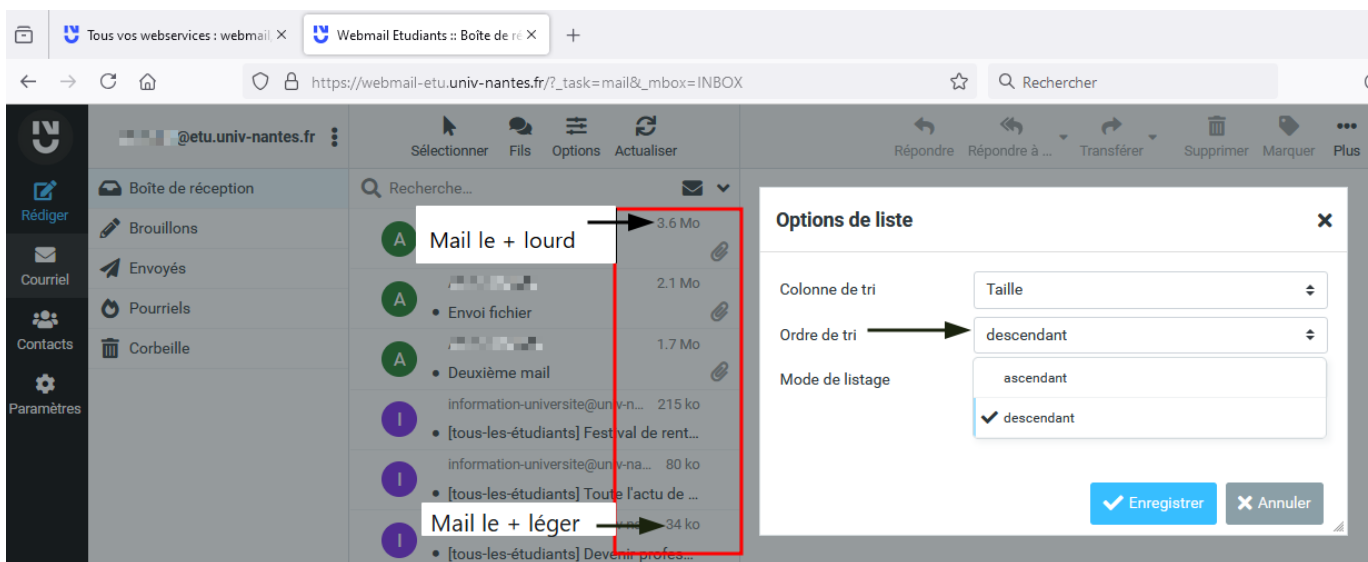 Tous vos webservices : webmail,
Webmail Etudiants :: Boîte de ré
https://webmail-etu.univ-nantes.fr/?_task=mail&_mbox=INBOX
Rechercher
@etu.univ-nantes.fr
Sélectionner Fils Options Actualiser
Répondre Répondre à ... Transférer Supprimer Marquer Plus
Rédiger
Courriel
Contacts
Paramètres
Boîte de réception
Brouillons
Envoyés
Pourriels
Corbeille
Recherche...
A
Mail le + lourd
3.6 Mo
A
2.1 Mo
• Envoi fichier
A
1.7 Mo
• Deuxième mail
I
information-universite@univ-n... 215 ko
• [tous-les-étudiants] Festival de rent...
I
information-universite@univ-na... 80 ko
• [tous-les-étudiants] Toute l'actu de ...
I
Mail le + léger
34 ko
• [tous-les-étudiants] Devenir profes...
Options de liste
Colonne de tri
Taille
Ordre de tri
descendant
Mode de listage
ascendant
descendant
Enregistrer
Annuler